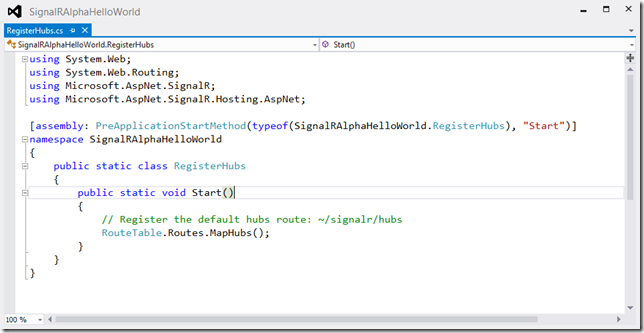 SignalRAlphaHelloWorld
RegisterHubs.cs
SignalRAlphaHelloWorld.RegisterHubs
Start()
using System.Web;
using System.Web.Routing;
using Microsoft.AspNet.SignalR;
using Microsoft.AspNet.SignalR.Hosting.AspNet;
[assembly: PreApplicationStartMethod(typeof(SignalRAlphaHelloWorld.RegisterHubs), "Start")]
namespace SignalRAlphaHelloWorld
{
    public static class RegisterHubs
    {
        public static void Start()
        {
            // Register the default hubs route: ~/signalr/hubs
            RouteTable.Routes.MapHubs();
        }
    }
}
100 %